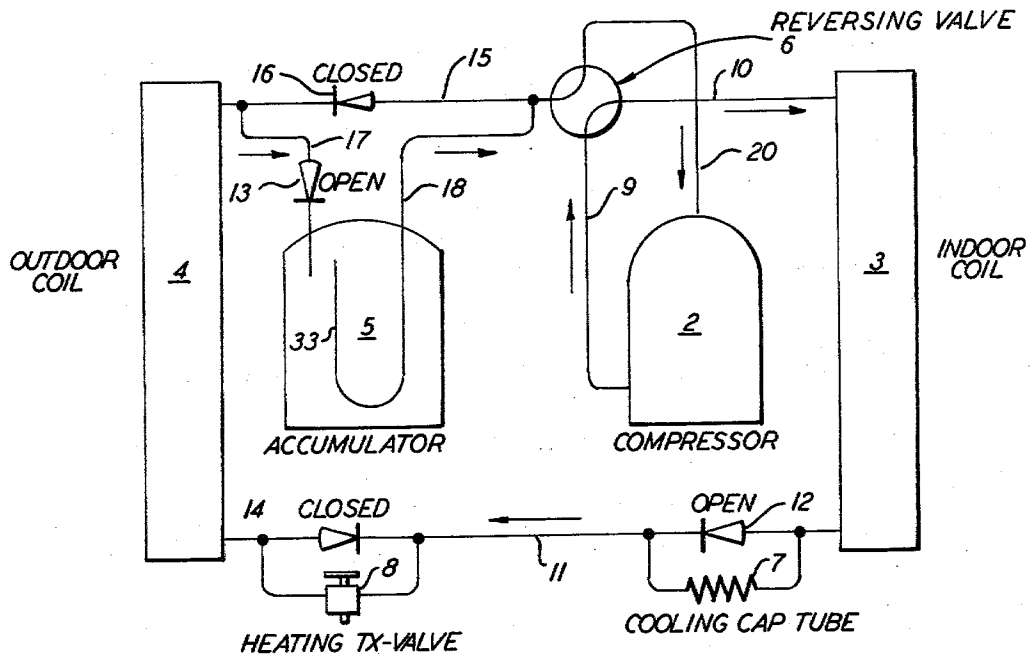 REVERSING VALVE
6
16
CLOSED
15
10
17
13
OPEN
18
9
20
OUTDOOR
COIL
4
33
5
2
3
INDOOR
COIL
ACCUMULATOR
COMPRESSOR
14
CLOSED
OPEN
12
11
8
7
HEATING TX-VALVE
COOLING CAP TUBE